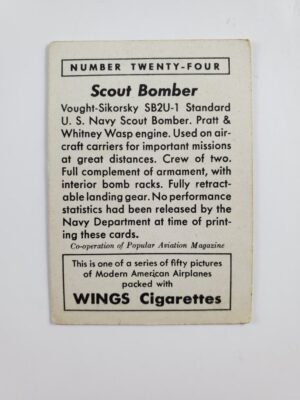 NUMBER TWENTY-FOUR
Scout Bomber
Vought-Sikorsky SB2U-1 Standard
U. S. Navy Scout Bomber. Pratt &
Whitney Wasp engine. Used on air-
craft carriers for important missions
at great distances. Crew of two.
Full complement of armament, with
interior bomb racks. Fully retract-
able landing gear. No performance
statistics had been released by the
Navy Department at time of print-
ing these cards.
Co-operation of Popular Aviation Magazine
This is one of a series of fifty pictures
of Modern American Airplanes
packed with
WINGS Cigarettes